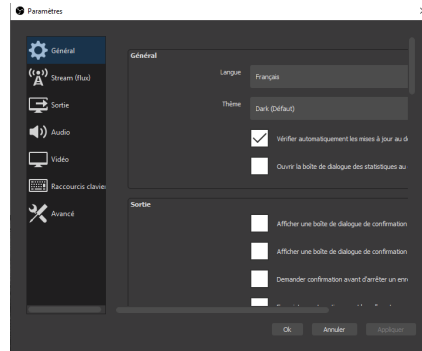 Paramètres
Général
Stream (flux)
Sortie
Audio
Vidéo
Raccourcis clavier
Avancé
Général
Langue
Français
Thème
Dark (Défaut)
Vérifier automatiquement les mises à jour au
Ouvrir la boîte de dialogue des statistiques au
Sortie
Afficher une boîte de dialogue de confirmation
Afficher une boîte de dialogue de confirmation
Demander confirmation avant d'arrêter un
Ok
Annuler
Appliquer